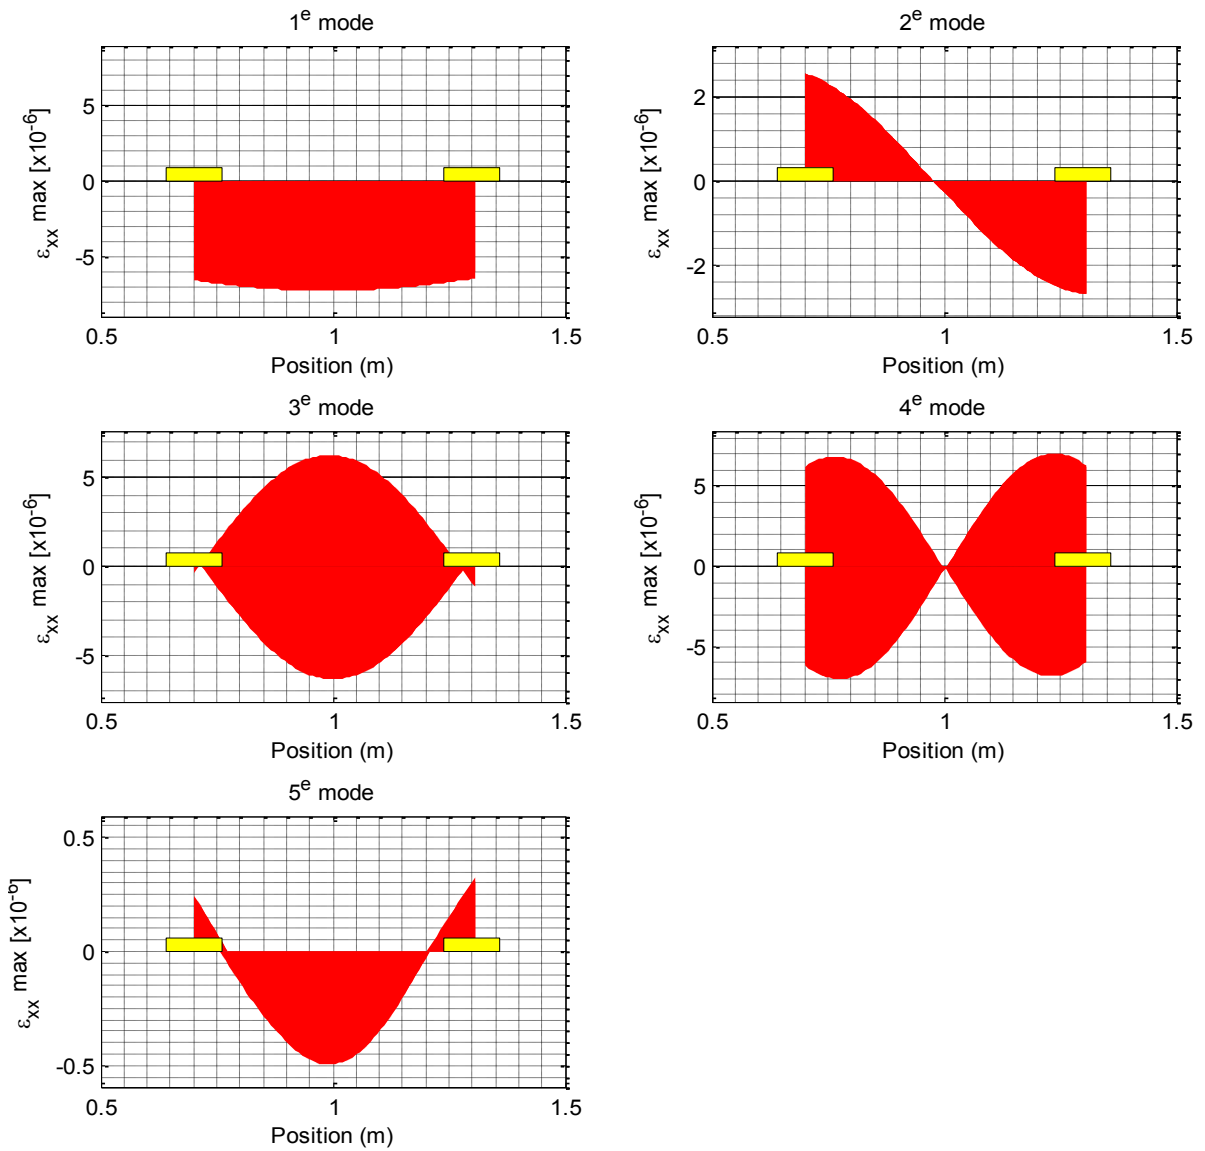 1e mode
5
0
-5
εxx max [x10-6]
0.5 1 1.5
Position (m)
2e mode
2
0
-2
εxx max [x10-6]
0.5 1 1.5
Position (m)
3e mode
5
0
-5
εxx max [x10-6]
0.5 1 1.5
Position (m)
4e mode
5
0
-5
εxx max [x10-6]
0.5 1 1.5
Position (m)
5e mode
0.5
0
-0.5
εxx max [x10-6]
0.5 1 1.5
Position (m)